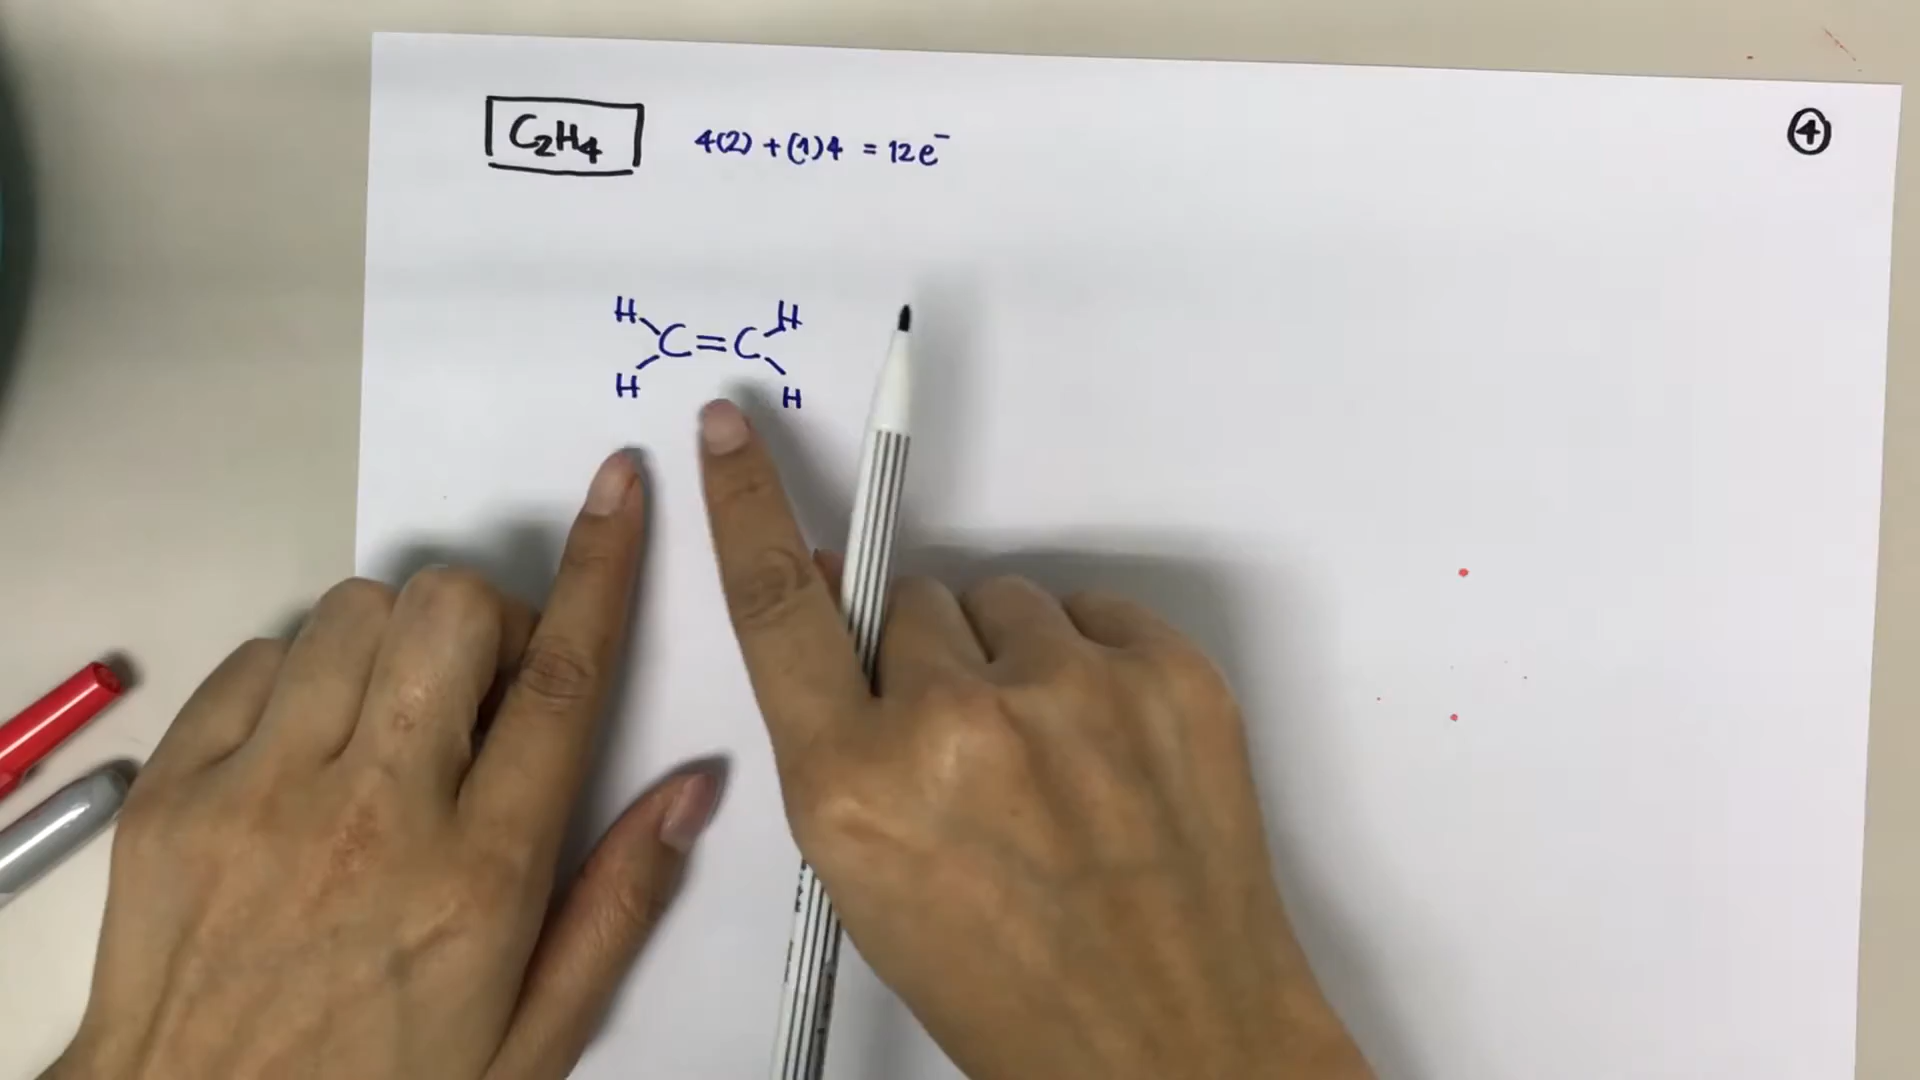 C₂H₄ 4(2) + (1)4 = 12e⁻ ④
H H
C=C
H H